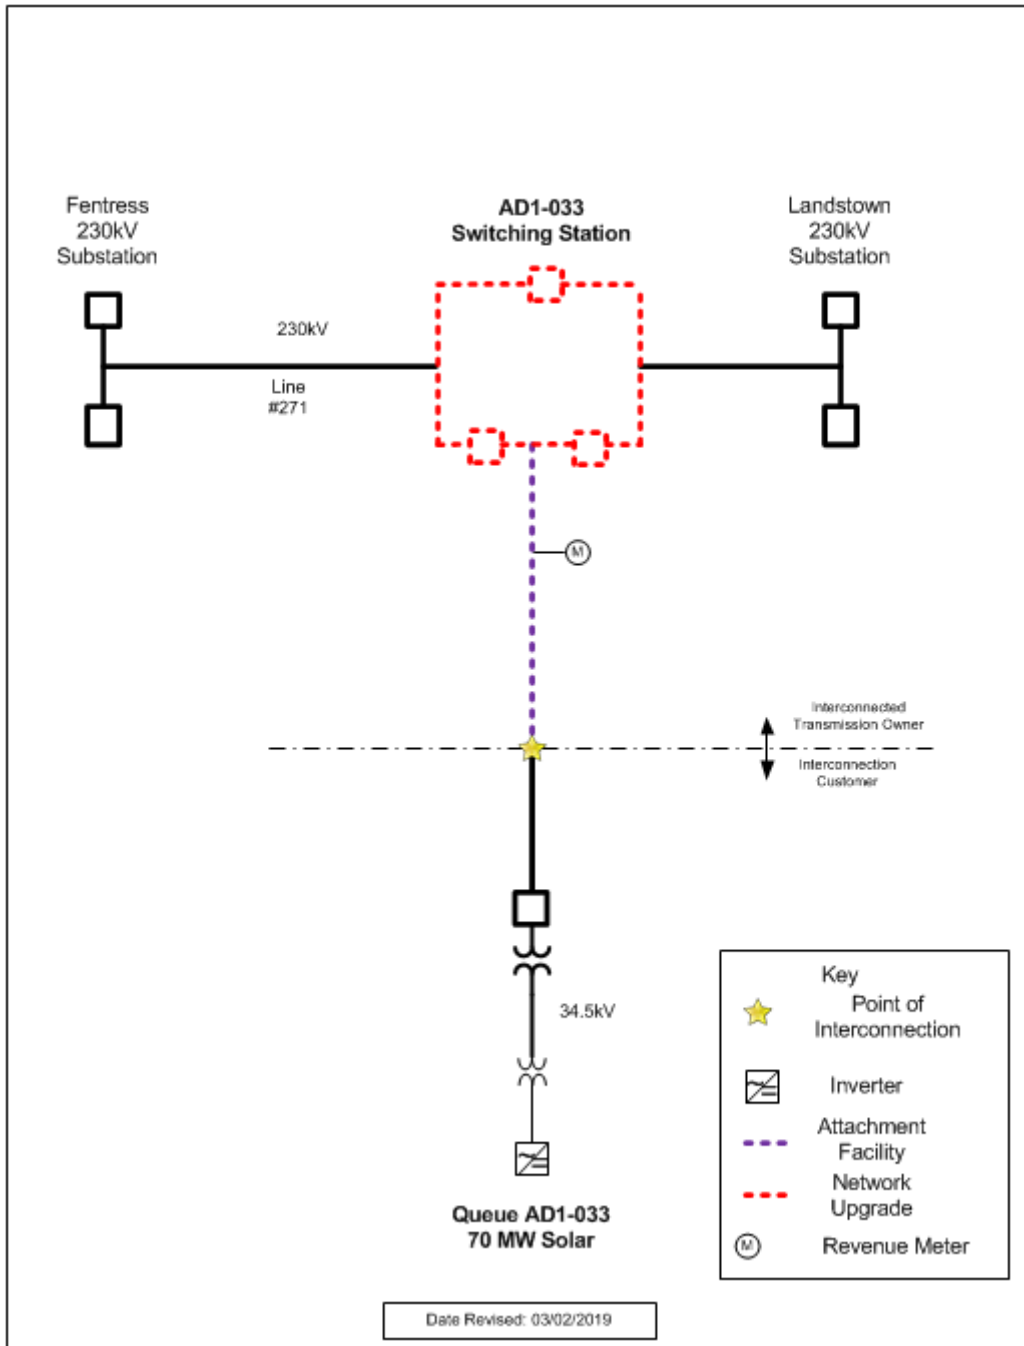 Fentress
230kV
Substation
AD1-033
Switching Station
Landstown
230kV
Substation
230kV
Line
#271
M
Interconnected
Transmission Owner
Interconnection
Customer
34.5kV
Queue AD1-033
70 MW Solar
Key
Point of
Interconnection
Inverter
Attachment
Facility
Network
Upgrade
M
Revenue Meter
Date Revised: 03/02/2019